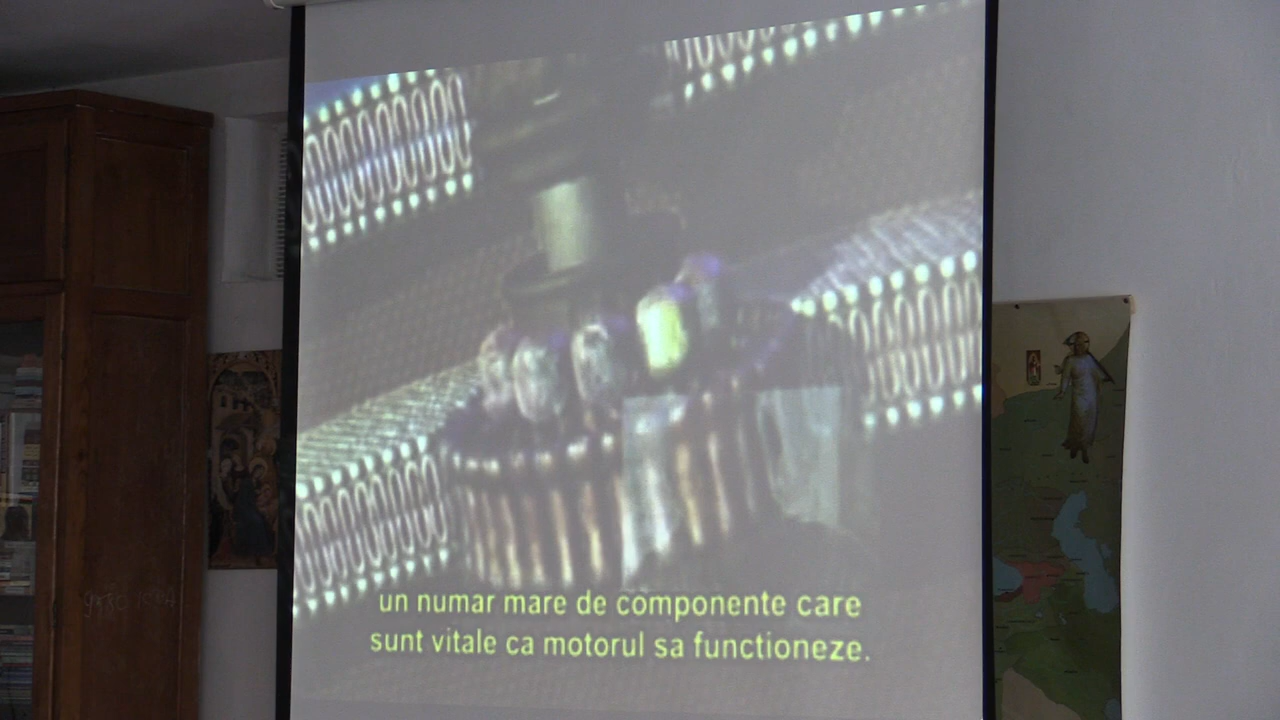 un numar mare de componente care
sunt vitale ca motorul sa functioneze.